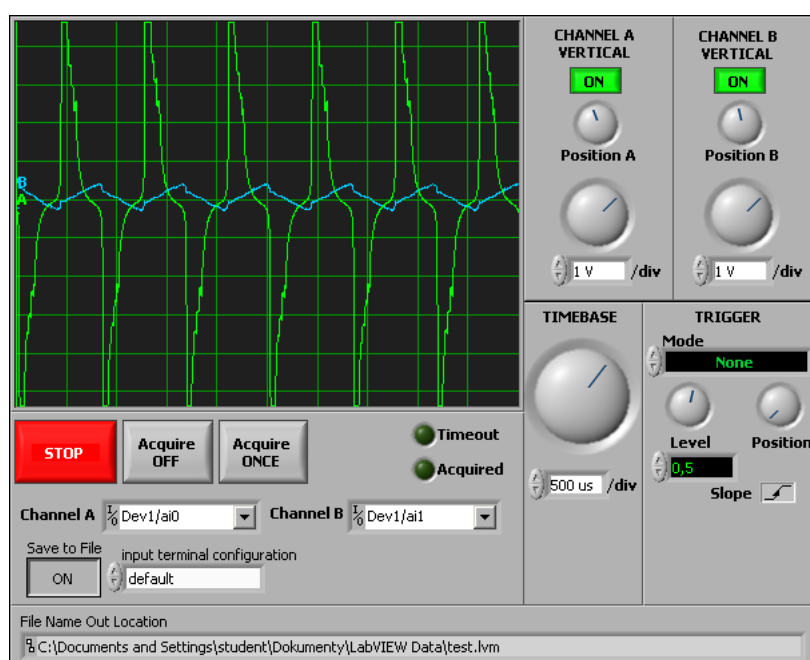 B
A
CHANNEL A
VERTICAL
ON
Position A
1 V /div
CHANNEL B
VERTICAL
ON
Position B
1 V /div
TIMEBASE
500 us /div
TRIGGER
Mode
None
Level
Position
0,5
Slope
STOP
Acquire
OFF
Acquire
ONCE
Timeout
Acquired
Channel A I/O Dev1/ai0
Channel B I/O Dev1/ai1
Save to File
ON
input terminal configuration
default
File Name Out Location
C:\Documents and Settings\student\Dokumenty\LabVIEW Data\test.lvm